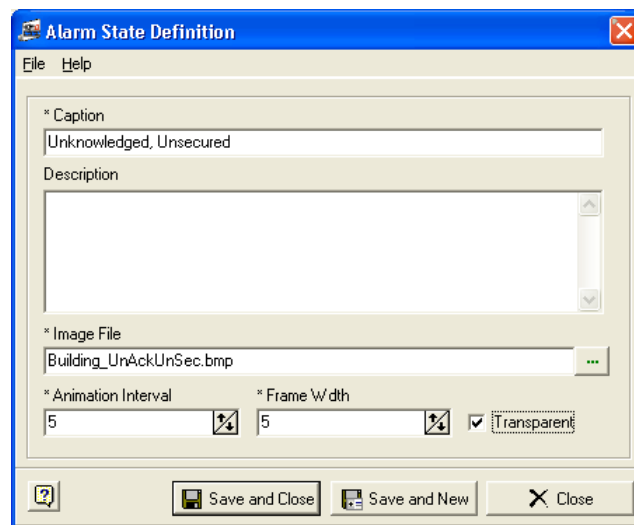 Alarm State Definition
File Help
* Caption
Unknowledged, Unsecured
Description
* Image File
Building_UnAckUnSec.bmp
...
* Animation Interval * Frame Width
5 5 Transparent
? Save and Close Save and New Close